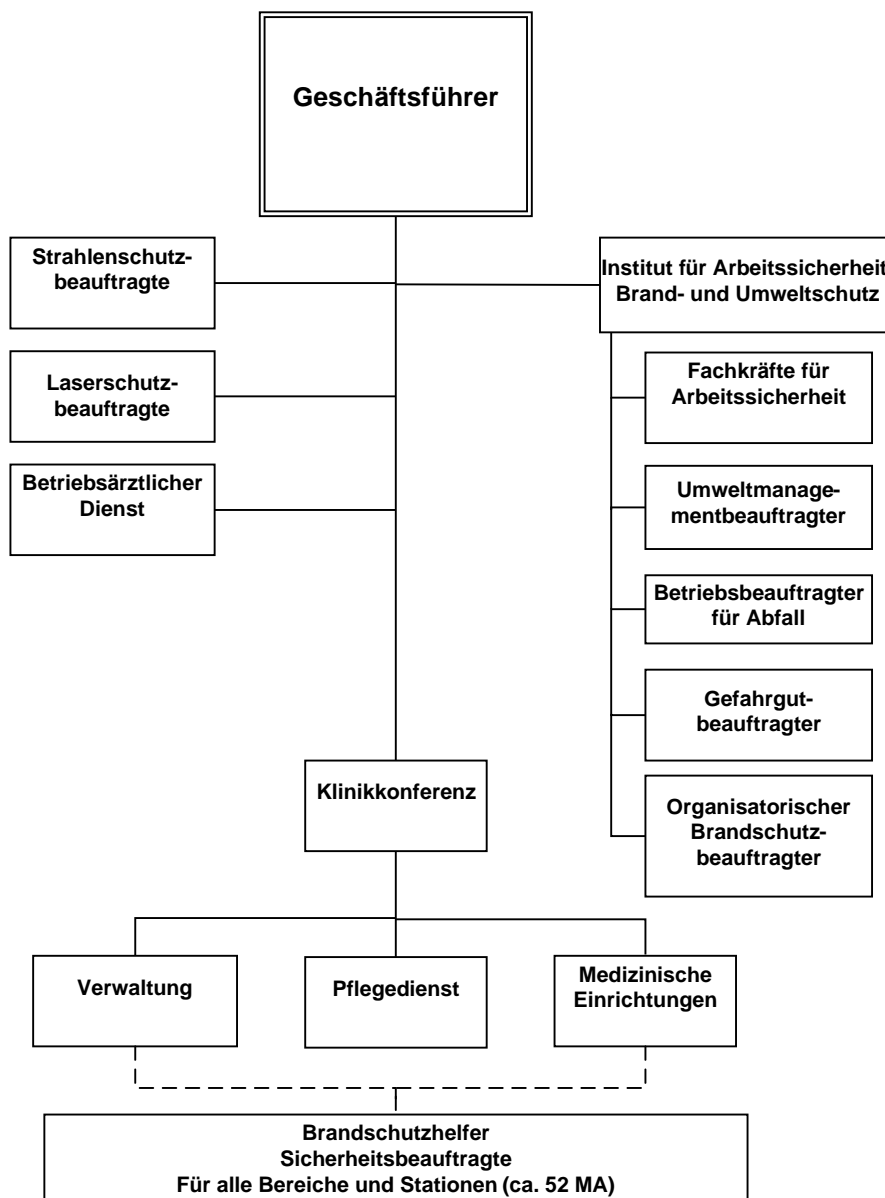 Geschäftsführer
Strahlenschutz-
beauftragte
Institut für Arbeitssicherheit
Brand- und Umweltschutz
Laserschutz-
beauftragte
Fachkräfte für
Arbeitssicherheit
Betriebsärztlicher
Dienst
Umweltmanage-
mentbeauftragter
Betriebsbeauftragter
für Abfall
Gefahrgut-
beauftragter
Klinikkonferenz
Organisatorischer
Brandschutz-
beauftragter
Verwaltung
Pflegedienst
Medizinische
Einrichtungen
Brandschutzhelfer
Sicherheitsbeauftragte
Für alle Bereiche und Stationen (ca. 52 MA)